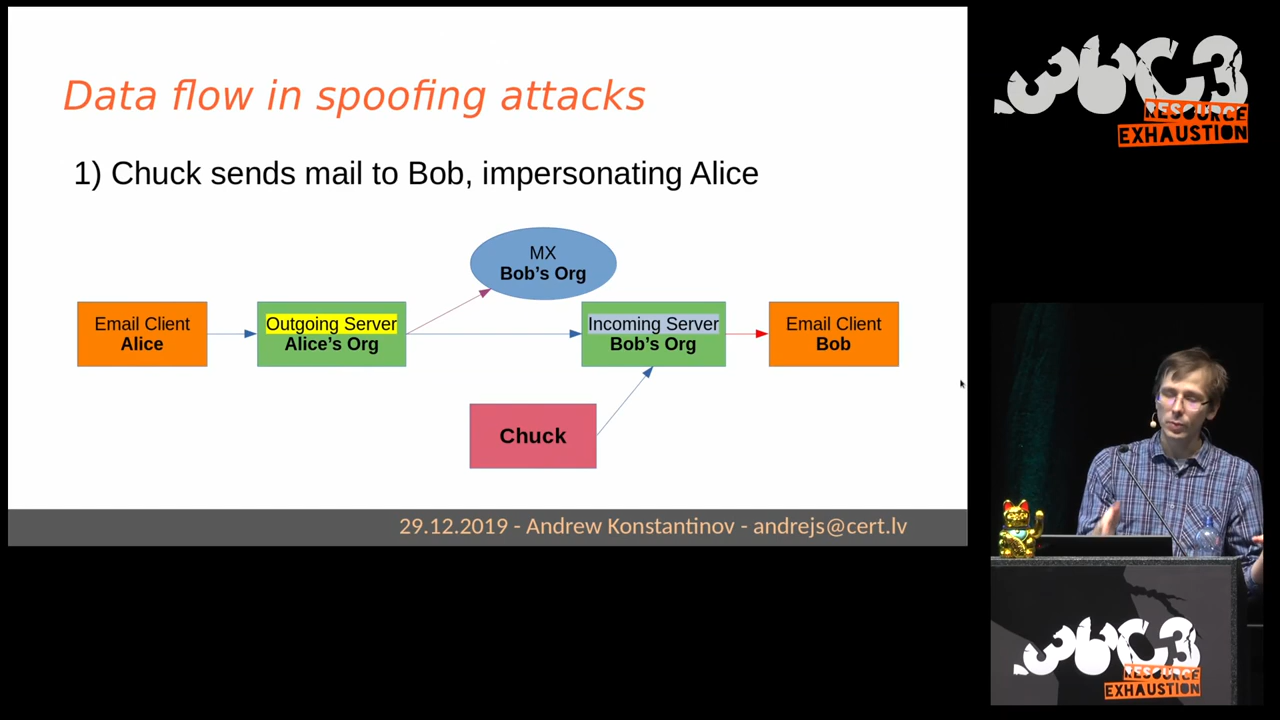 Data flow in spoofing attacks
1) Chuck sends mail to Bob, impersonating Alice
MX
Bob's Org
Email Client
Alice
Outgoing Server
Alice's Org
Incoming Server
Bob's Org
Email Client
Bob
Chuck
29.12.2019 - Andrew Konstantinov - andrejs@cert.lv
36C3
RESOURCE
EXHAUSTION
36C3
RESOURCE
EXHAUSTION